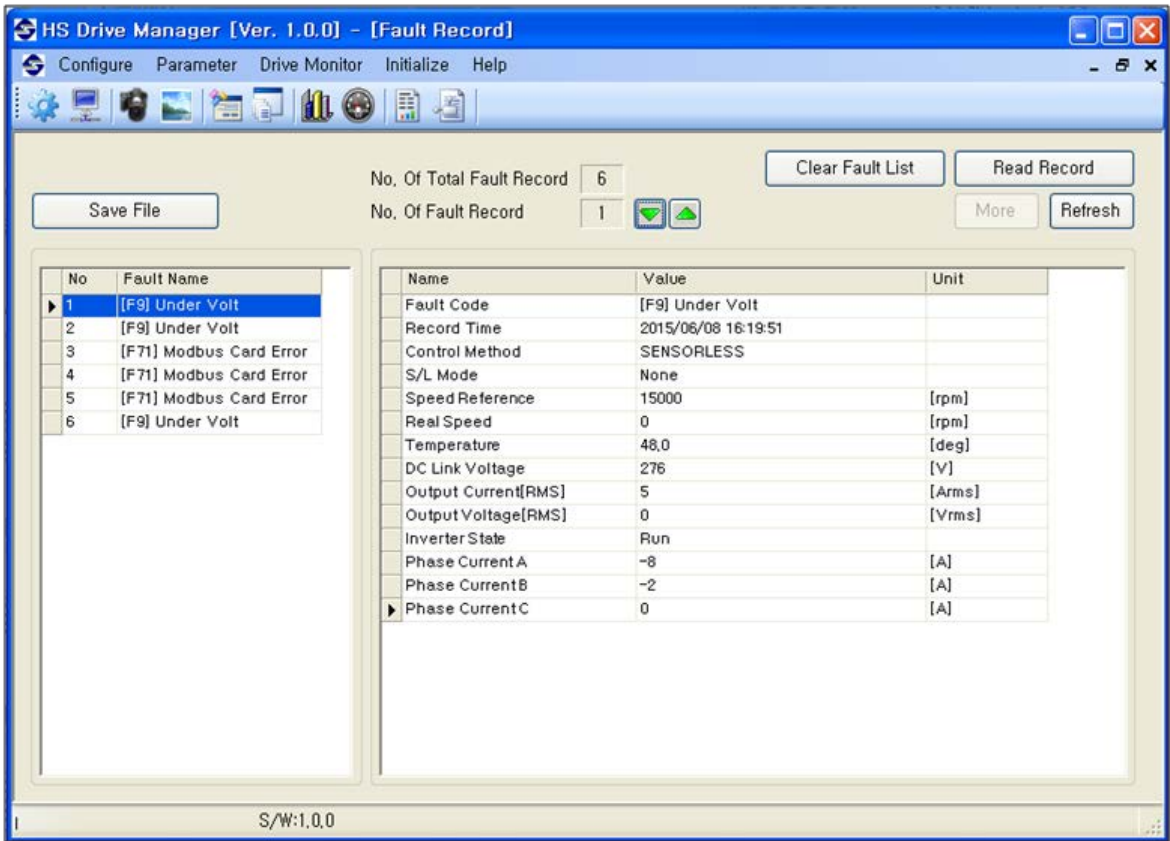 HS Drive Manager [Ver. 1.0.0] - [Fault Record]
Configure Parameter Drive Monitor Initialize Help
Clear Fault List Read Record
No. Of Total Fault Record 6
Save File No. Of Fault Record 1 More Refresh
No Fault Name
1 [F9] Under Volt
2 [F9] Under Volt
3 [F71] Modbus Card Error
4 [F71] Modbus Card Error
5 [F71] Modbus Card Error
6 [F9] Under Volt
Name Value Unit
Fault Code [F9] Under Volt
Record Time 2015/06/08 16:19:51
Control Method SENSORLESS
S/L Mode None
Speed Reference 15000 [rpm]
Real Speed 0 [rpm]
Temperature 48.0 [deg]
DC Link Voltage 276 [V]
Output Current[RMS] 5 [Arms]
Output Voltage[RMS] 0 [Vrms]
Inverter State Run
Phase Current A -8 [A]
Phase Current B -2 [A]
Phase Current C 0 [A]
S/W:1.0.0